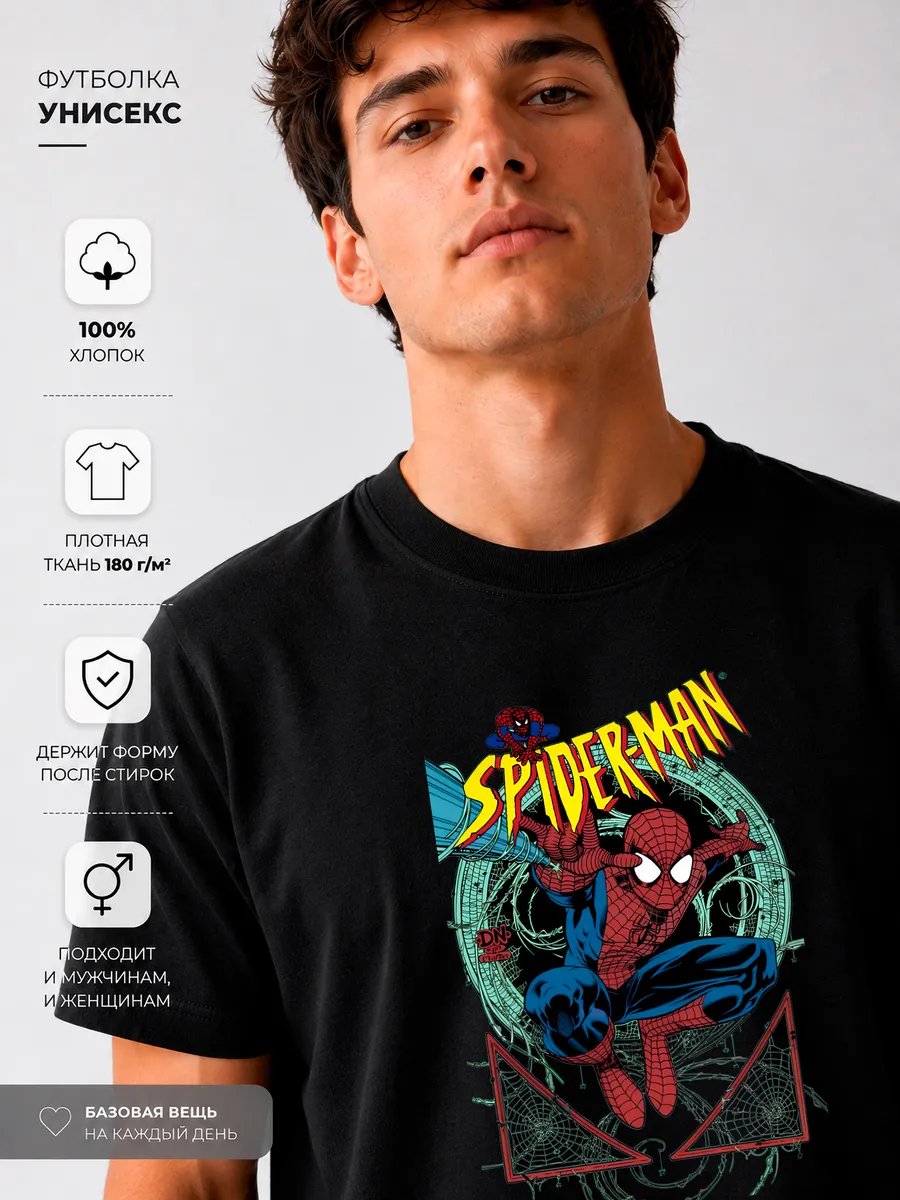 ФУТБОЛКА
УНИСЕКС
100%
ХЛОПОК
ПЛОТНАЯ
ТКАНЬ 180 г/м²
ДЕРЖИТ ФОРМУ
ПОСЛЕ СТИРОК
ПОДХОДИТ
И МУЖЧИНАМ,
И ЖЕНЩИНАМ
БАЗОВАЯ ВЕЩЬ
НА КАЖДЫЙ ДЕНЬ
SPIDER-MAN